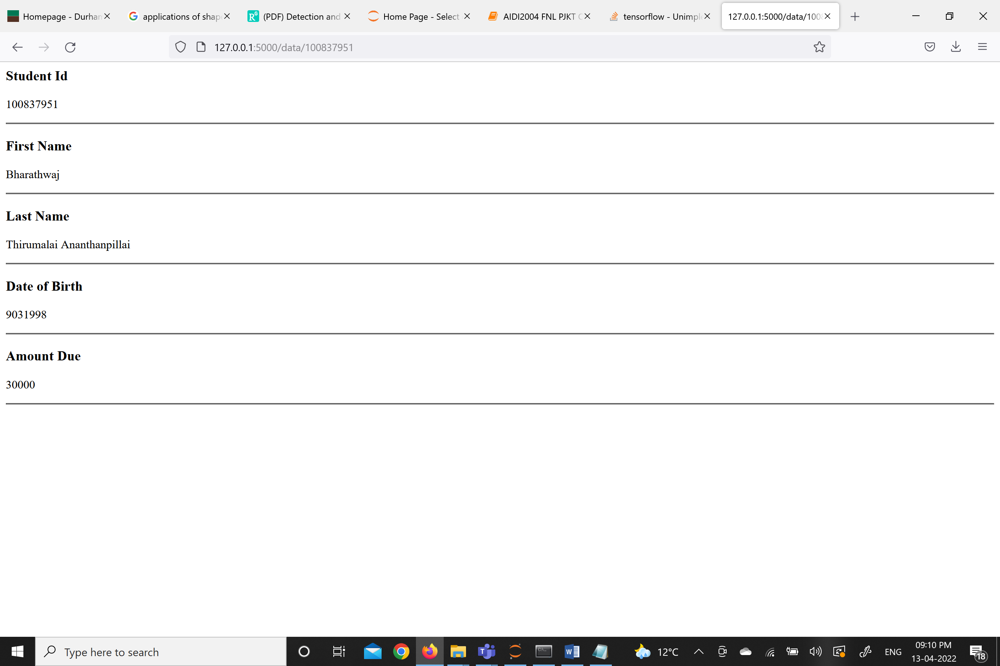 Homepage - Durhan
applications of shap
(PDF) Detection and
Home Page - Select
AIDI2004 FNL PJKT
tensorflow - Unimpl
127.0.0.1:5000/data/100
127.0.0.1:5000/data/100837951
Student Id
100837951
First Name
Bharathwaj
Last Name
Thirumalai Ananthanpillai
Date of Birth
9031998
Amount Due
30000
Type here to search
12°C
ENG
09:10 PM
13-04-2022
18